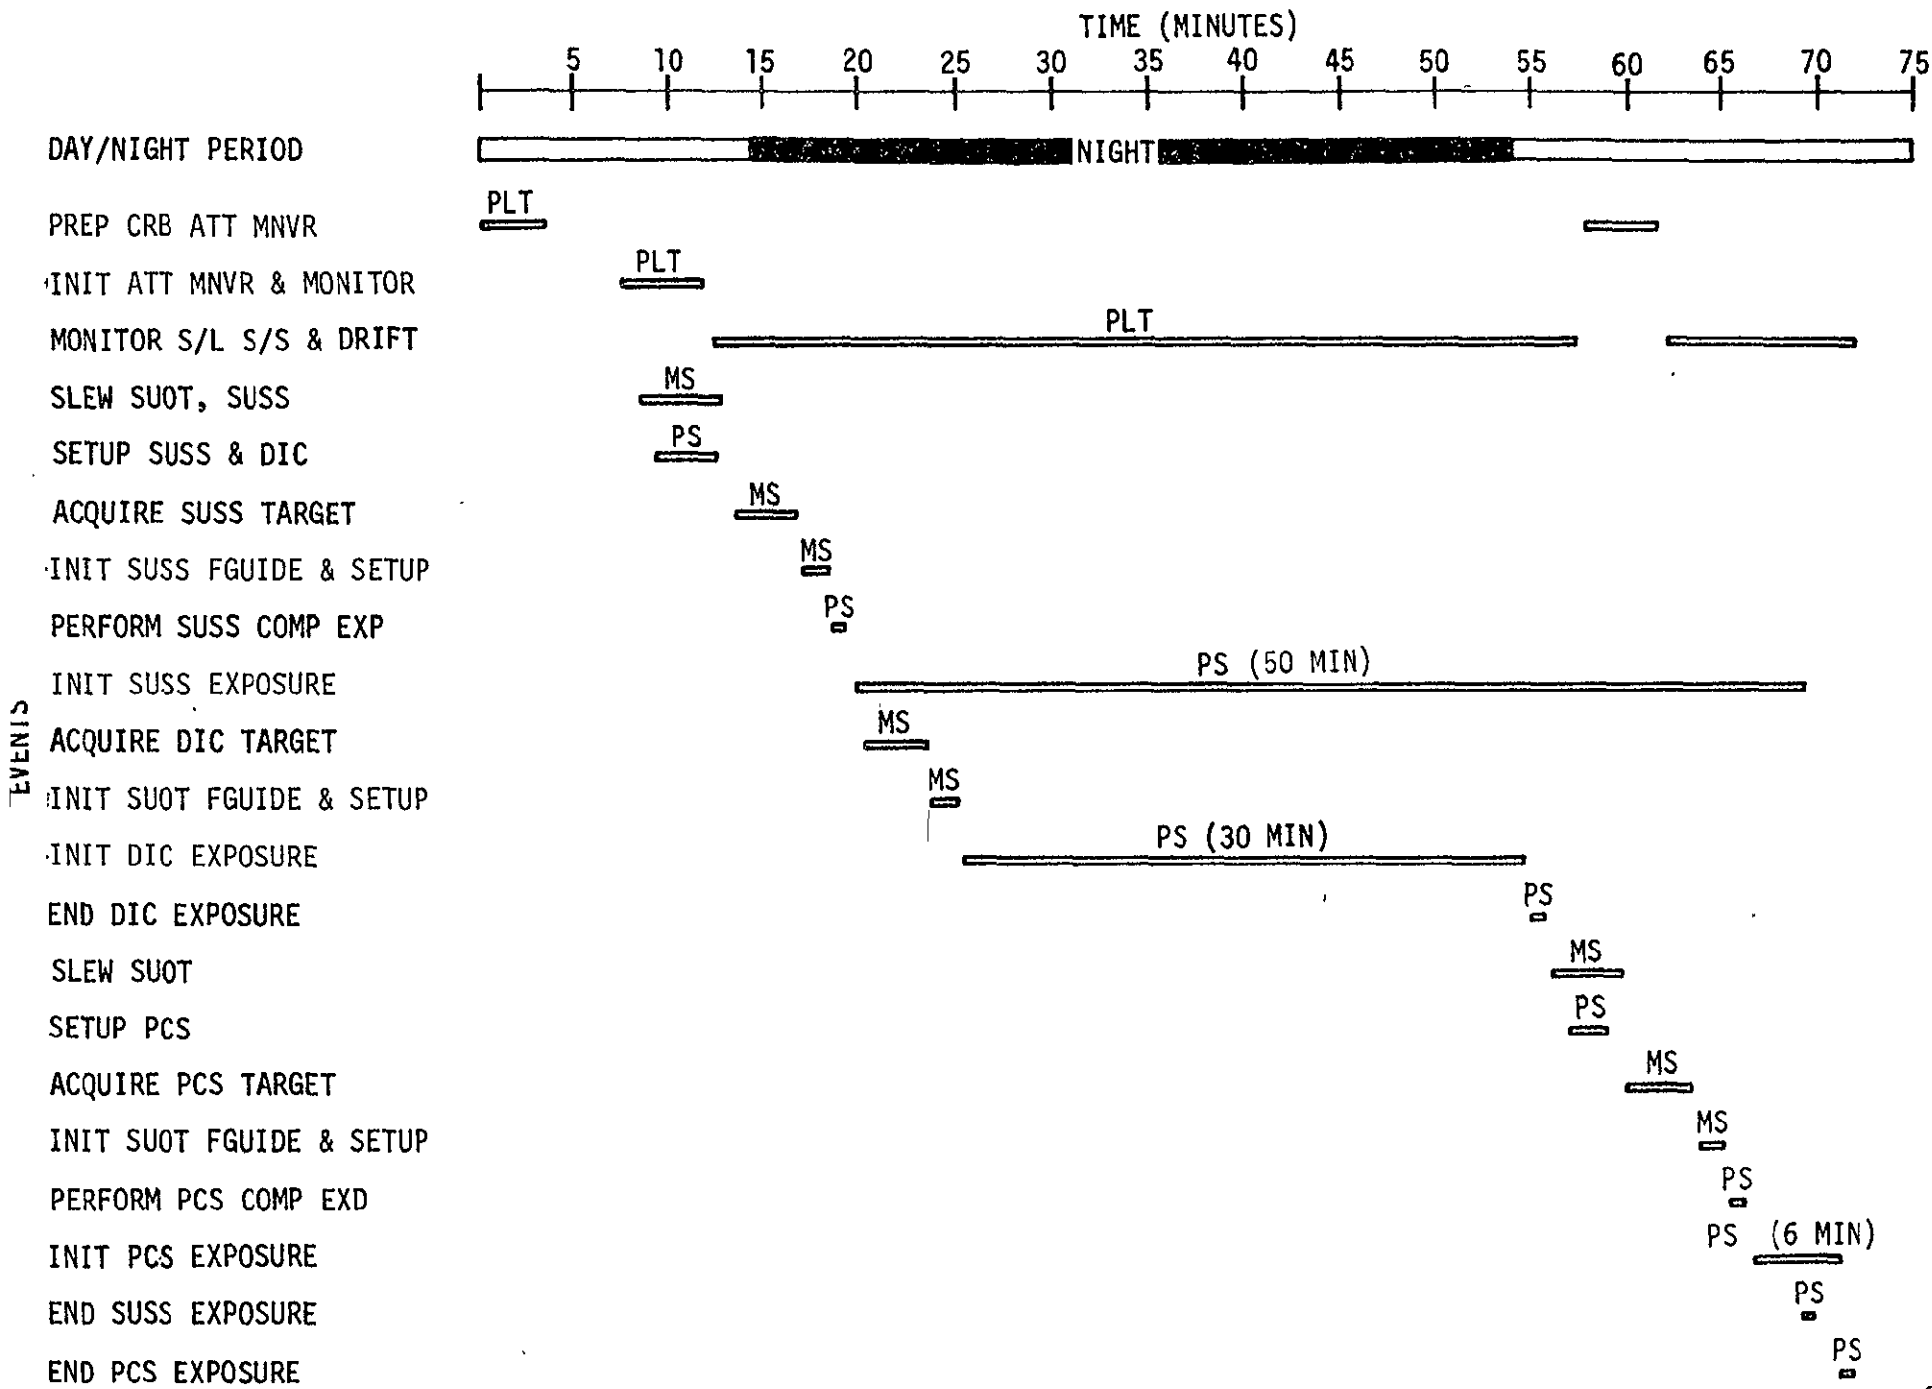 TIME (MINUTES)
5 10 15 20 25 30 35 40 45 50 55 60 65 70 75
DAY/NIGHT PERIOD NIGHT
PLT
PREP CRB ATT MNVR
PLT
INIT ATT MNVR & MONITOR
PLT
MONITOR S/L S/S & DRIFT
MS
SLEW SUOT, SUSS
PS
SETUP SUSS & DIC
MS
ACQUIRE SUSS TARGET
MS
INIT SUSS FGUIDE & SETUP
PS
PERFORM SUSS COMP EXP
PS (50 MIN)
INIT SUSS EXPOSURE
MS
ACQUIRE DIC TARGET
EVENTS
MS
INIT SUOT FGUIDE & SETUP
PS (30 MIN)
INIT DIC EXPOSURE
PS
END DIC EXPOSURE
MS
SLEW SUOT
PS
SETUP PCS
MS
ACQUIRE PCS TARGET
MS
INIT SUOT FGUIDE & SETUP
PS
PERFORM PCS COMP EXD
PS (6 MIN)
INIT PCS EXPOSURE
PS
END SUSS EXPOSURE
PS
END PCS EXPOSURE